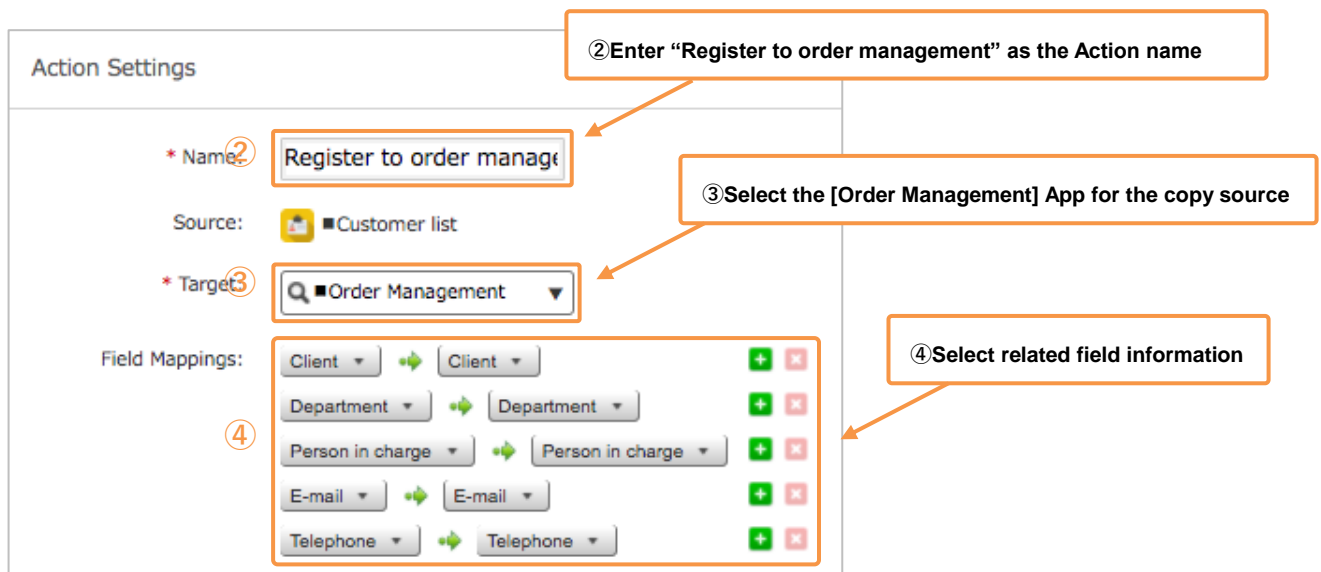 ②Enter “Register to order management” as the Action name
Action Settings
* Name: ②
Register to order manage
③Select the [Order Management] App for the copy source
Source:
■Customer list
* Target: ③
■Order Management
④Select related field information
Field Mappings:
④
Client Client
Department Department
Person in charge Person in charge
E-mail E-mail
Telephone Telephone